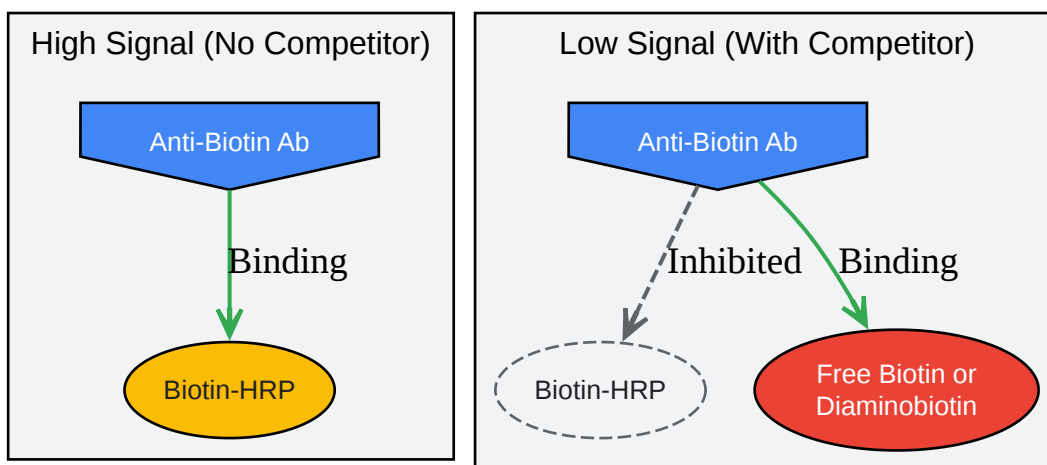 High Signal (No Competitor)
Anti-Biotin Ab
Binding
Biotin-HRP
Low Signal (With Competitor)
Anti-Biotin Ab
Inhibited
Binding
Biotin-HRP
Free Biotin or
Diaminobiotin